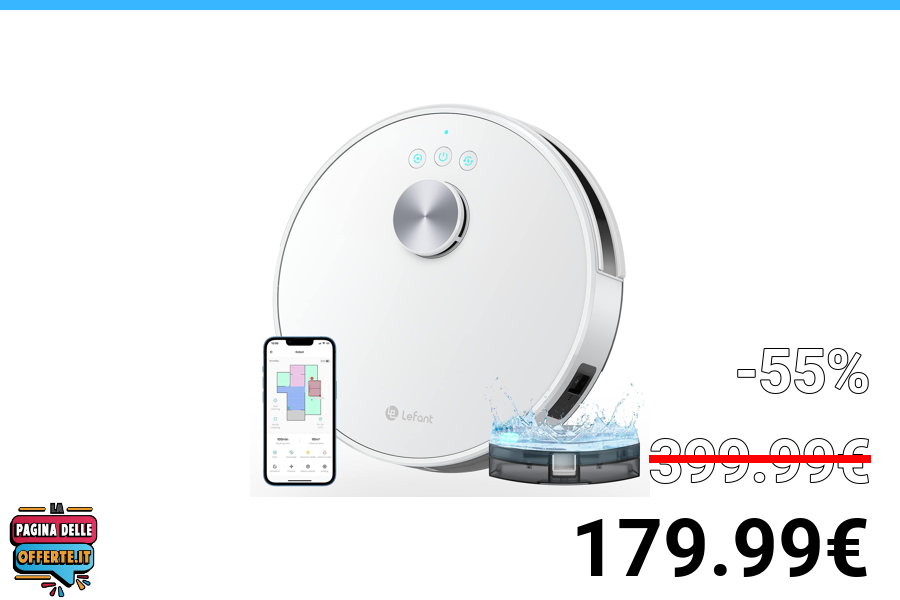 Lefant
-55%
399.99€
179.99€
LA
PAGINA DELLE
OFFERTE.IT